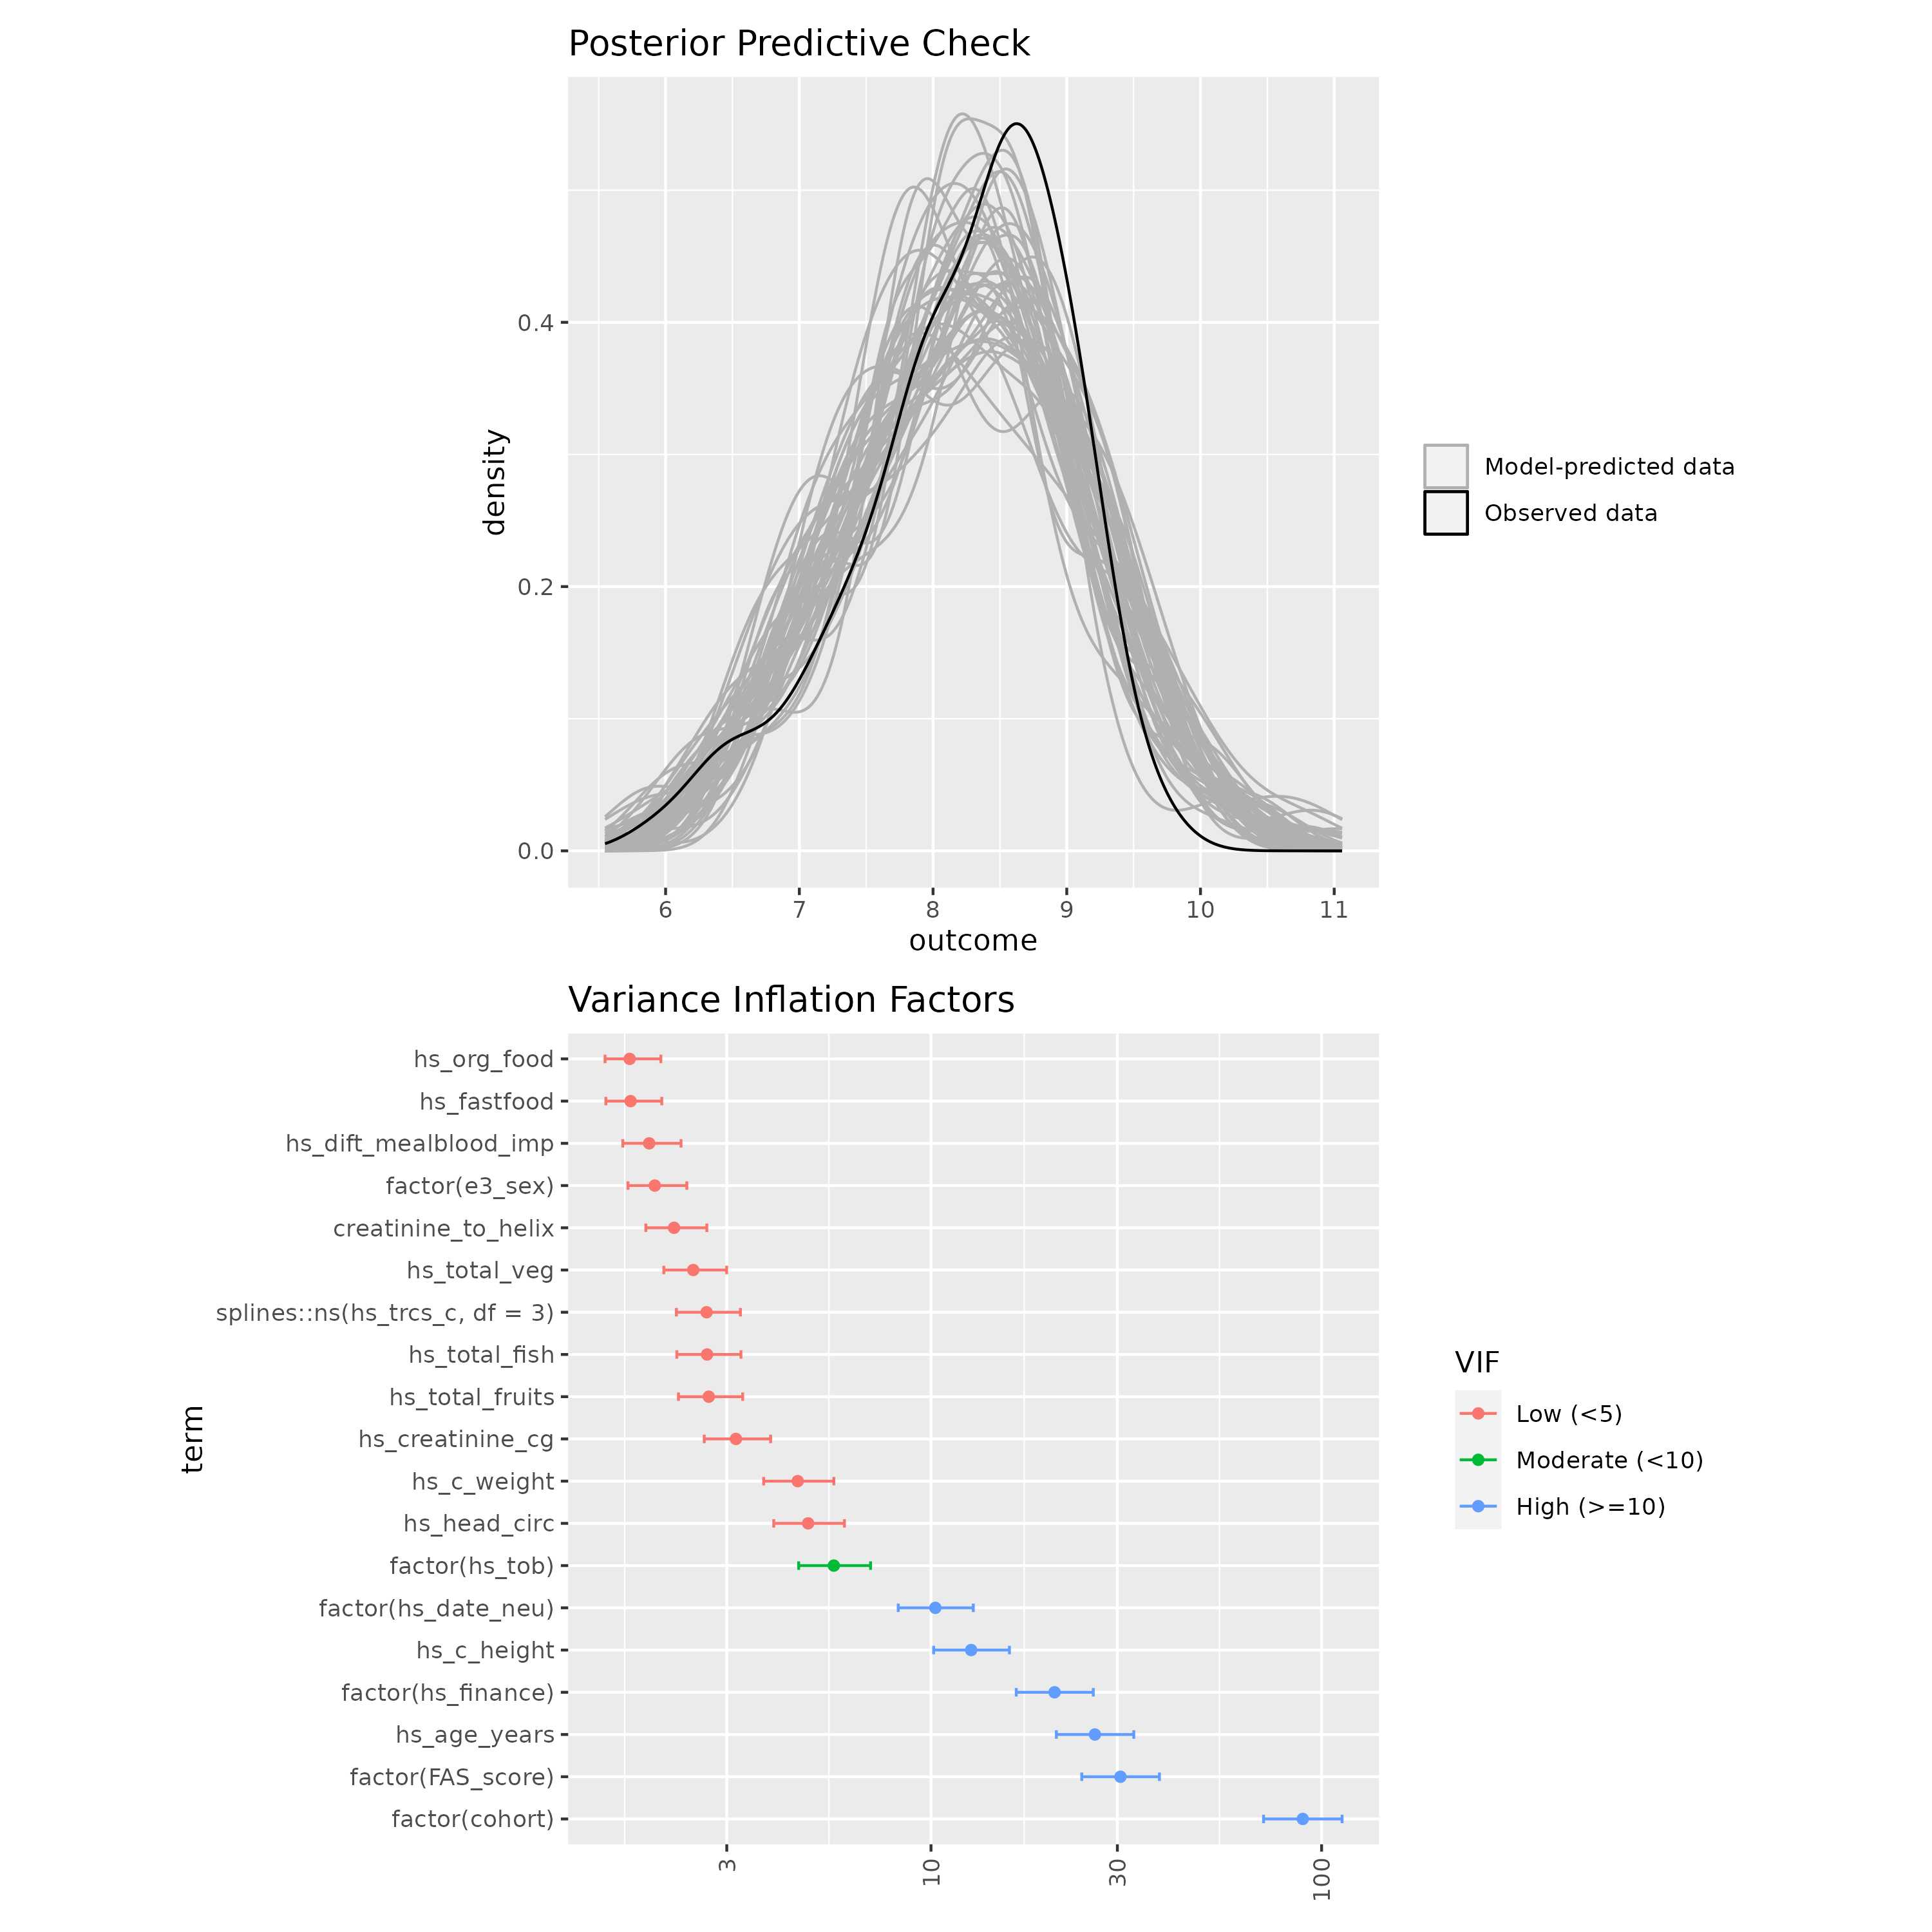 Posterior Predictive Check
density
0.4
0.2
0.0
6 7 8 9 10 11
outcome
Model-predicted data
Observed data
Variance Inflation Factors
term
hs_org_food
hs_fastfood
hs_dift_mealblood_imp
factor(e3_sex)
creatinine_to_helix
hs_total_veg
splines::ns(hs_trcs_c, df = 3)
hs_total_fish
hs_total_fruits
hs_creatinine_cg
hs_c_weight
hs_head_circ
factor(hs_tob)
factor(hs_date_neu)
hs_c_height
factor(hs_finance)
hs_age_years
factor(FAS_score)
factor(cohort)
3 10 30 100
VIF
Low (<5)
Moderate (<10)
High (>=10)